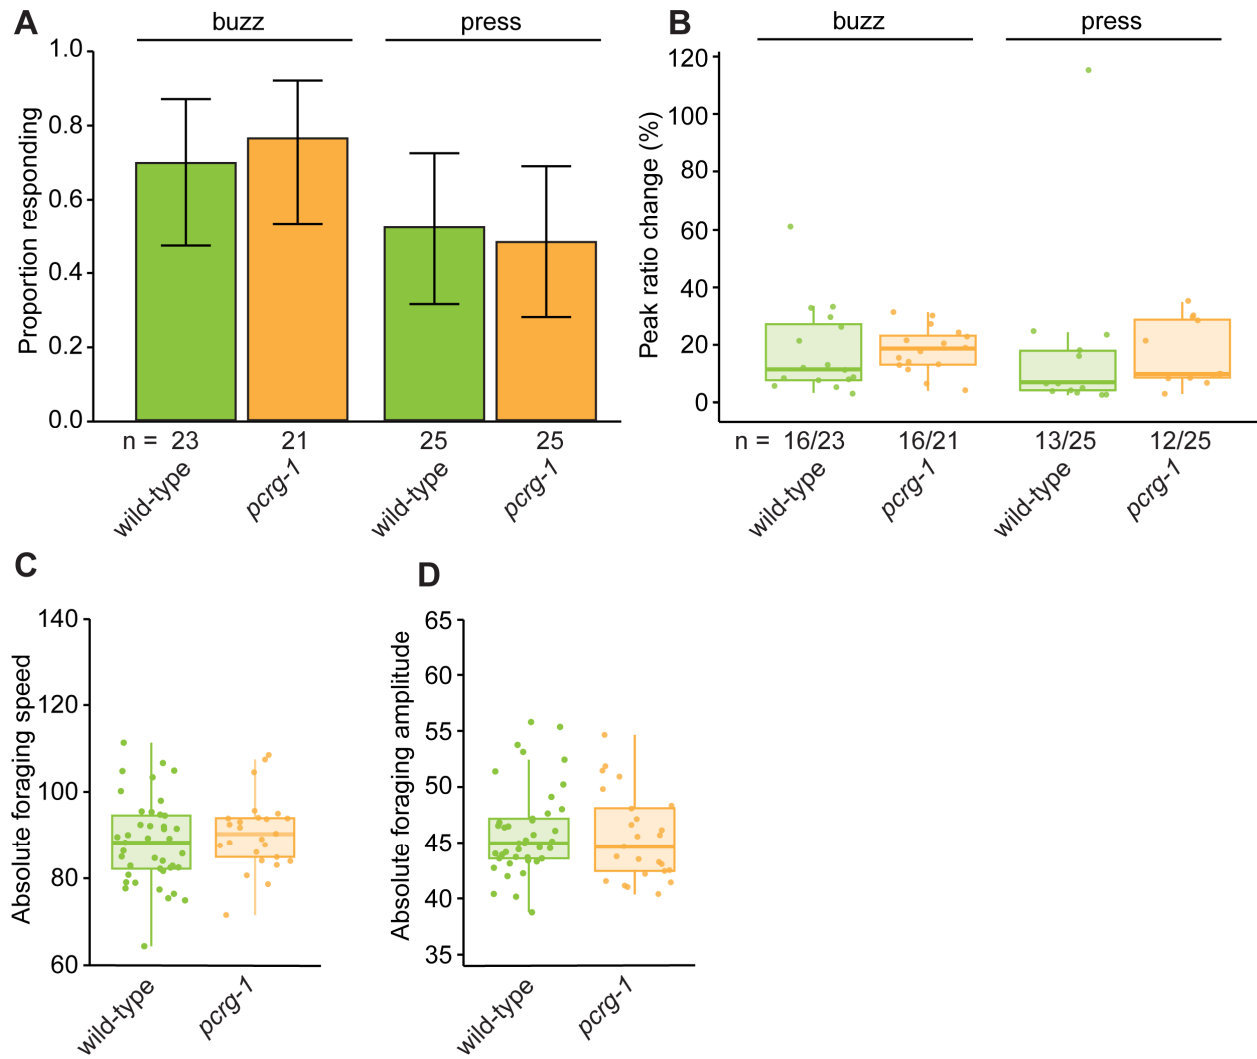 A
buzz
press
Proportion responding
1.0
0.8
0.6
0.4
0.2
0.0
n = 23
21
25
25
wild-type
pcrg-1
wild-type
pcrg-1
B
buzz
press
Peak ratio change (%)
120
100
80
60
40
20
0
n = 16/23
16/21
13/25
12/25
wild-type
pcrg-1
wild-type
pcrg-1
C
Absolute foraging speed
140
120
100
80
60
wild-type
pcrg-1
D
Absolute foraging amplitude
65
60
55
50
45
40
35
wild-type
pcrg-1